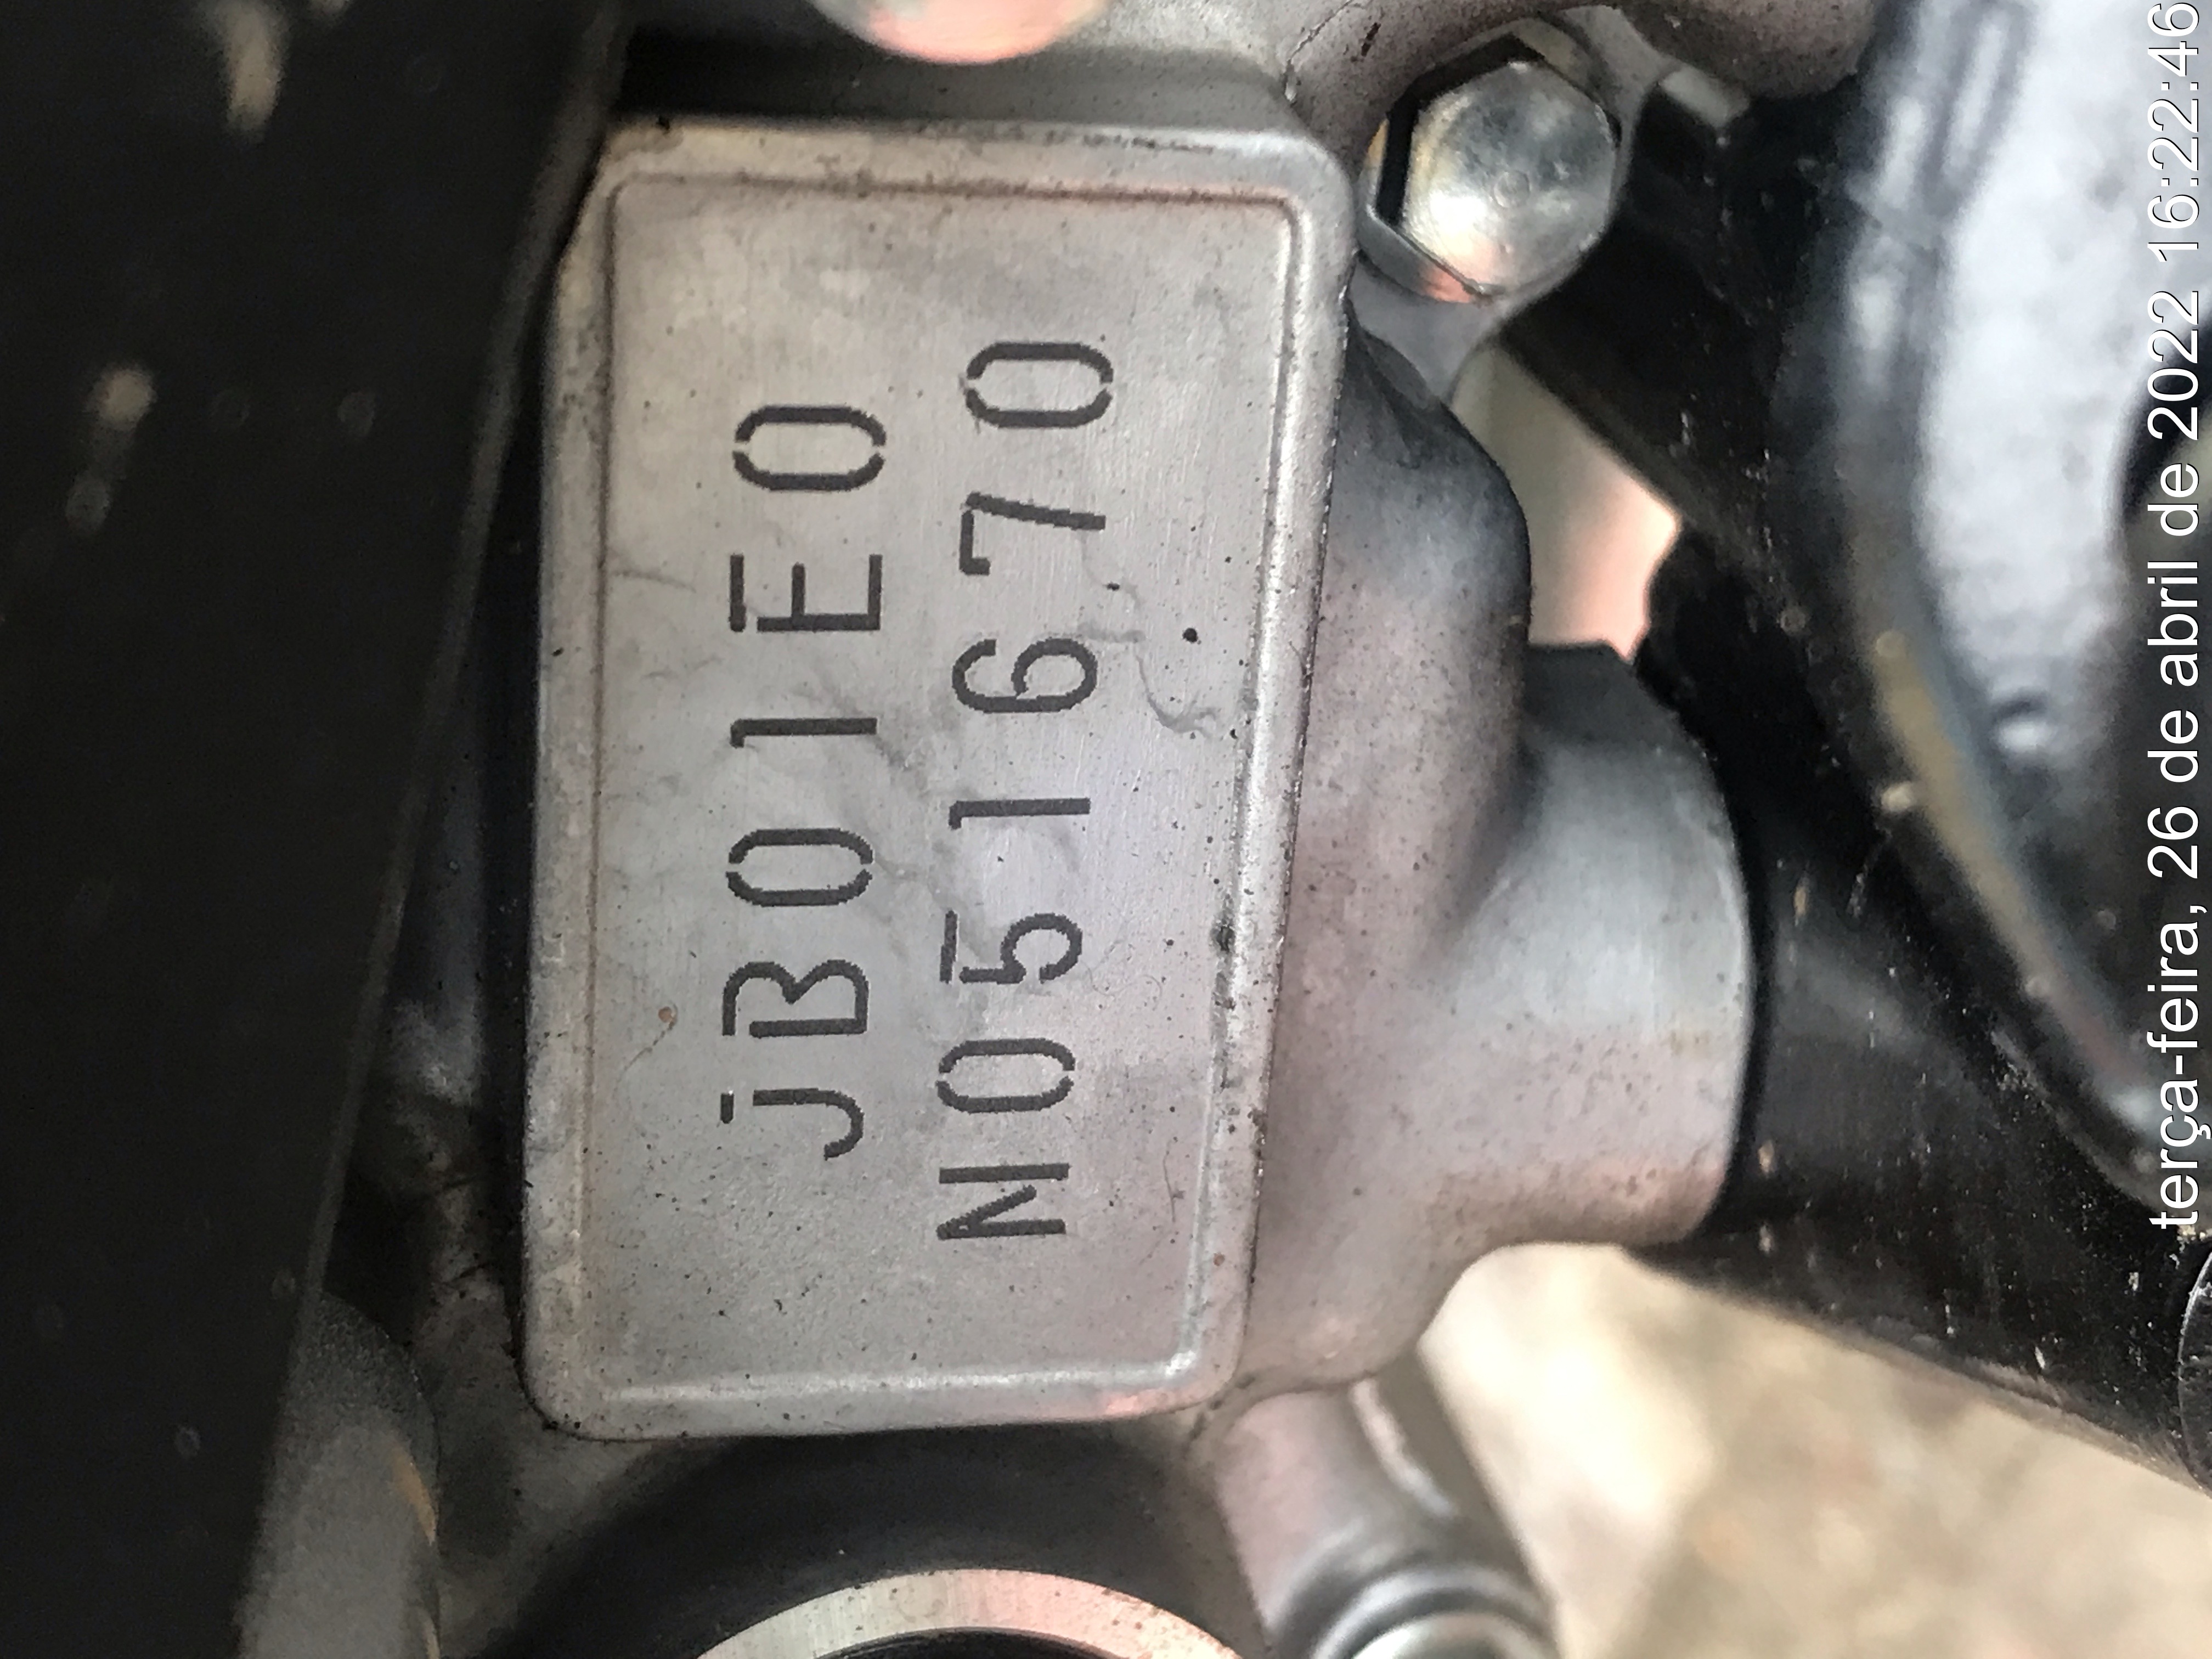 JB01E0
N051670
terça-feira, 26 de abril de 2022 16:22:46